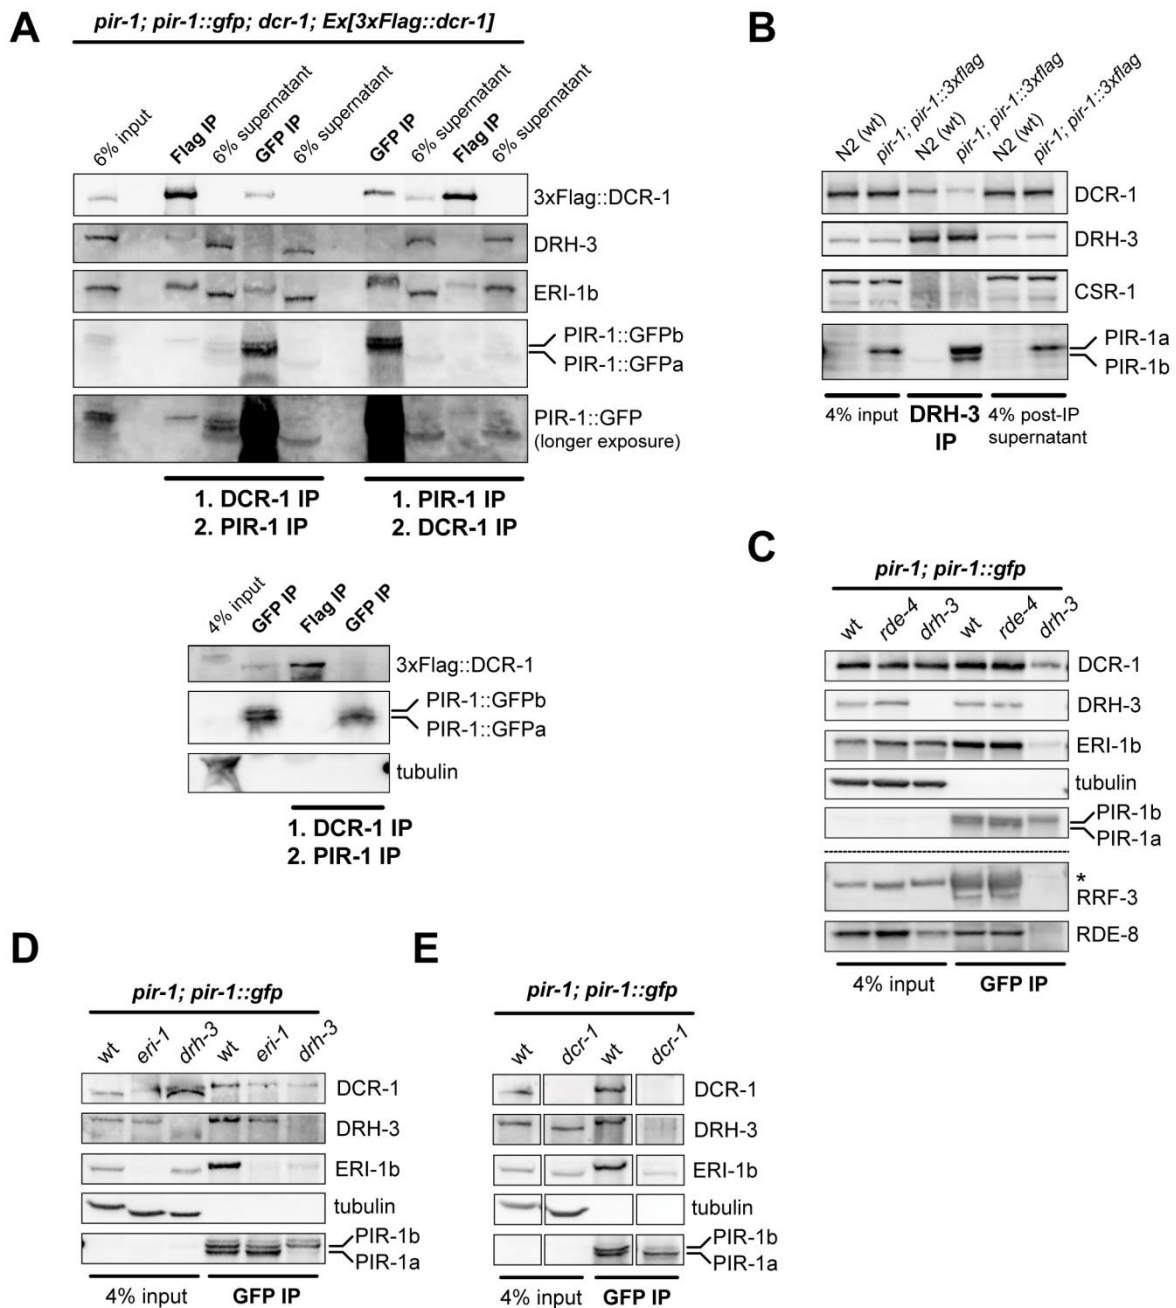 A
pir-1; pir-1::gfp; dcr-1; Ex[3xFlag::dcr-1]
6% input
Flag IP
6% supernatant
GFP IP
6% supernatant
GFP IP
6% supernatant
Flag IP
6% supernatant
3xFlag::DCR-1
DRH-3
ERI-1b
PIR-1::GFPb
PIR-1::GFPa
PIR-1::GFP
(longer exposure)
1. DCR-1 IP
2. PIR-1 IP
1. PIR-1 IP
2. DCR-1 IP
4% input
GFP IP
Flag IP
GFP IP
3xFlag::DCR-1
PIR-1::GFPb
PIR-1::GFPa
tubulin
1. DCR-1 IP
2. PIR-1 IP
B
N2 (wt)
pir-1; pir-1::3xflag
N2 (wt)
pir-1; pir-1::3xflag
N2 (wt)
pir-1; pir-1::3xflag
DCR-1
DRH-3
CSR-1
PIR-1a
PIR-1b
4% input
DRH-3
IP
4% post-IP
supernatant
C
pir-1; pir-1::gfp
wt
rde-4
drh-3
wt
rde-4
drh-3
DCR-1
DRH-3
ERI-1b
tubulin
PIR-1b
PIR-1a
*
RRF-3
RDE-8
4% input
GFP IP
D
pir-1; pir-1::gfp
wt
eri-1
drh-3
wt
eri-1
drh-3
DCR-1
DRH-3
ERI-1b
tubulin
PIR-1b
PIR-1a
4% input
GFP IP
E
pir-1; pir-1::gfp
wt
dcr-1
wt
dcr-1
DCR-1
DRH-3
ERI-1b
tubulin
PIR-1b
PIR-1a
4% input
GFP IP